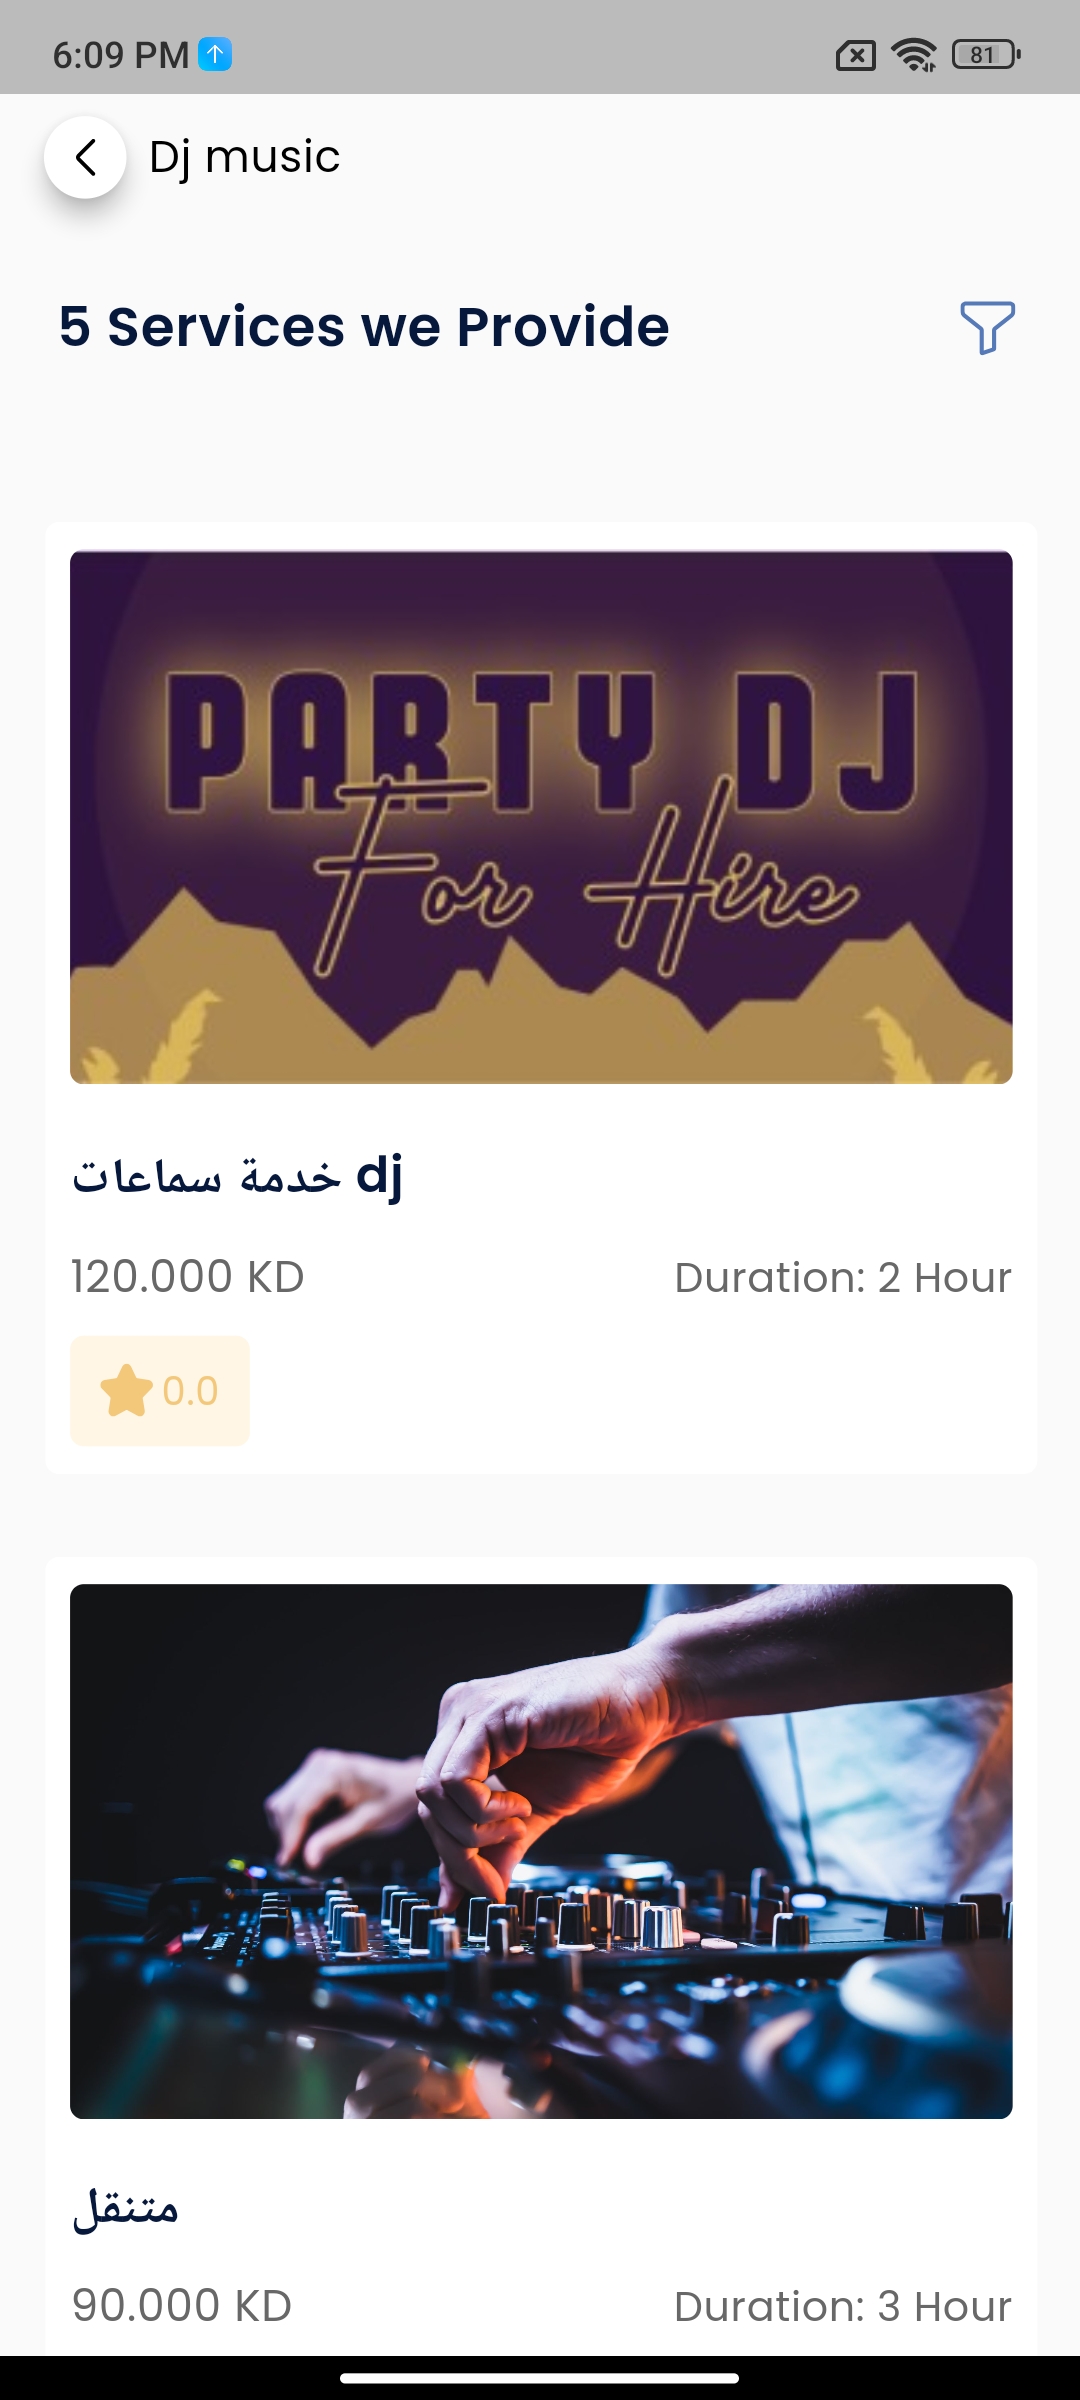 6:09 PM
81
Dj music
5 Services we Provide
PARTY DJ
For Hire
خدمة سماعات dj
120.000 KD
Duration: 2 Hour
0.0
متنقل
90.000 KD
Duration: 3 Hour